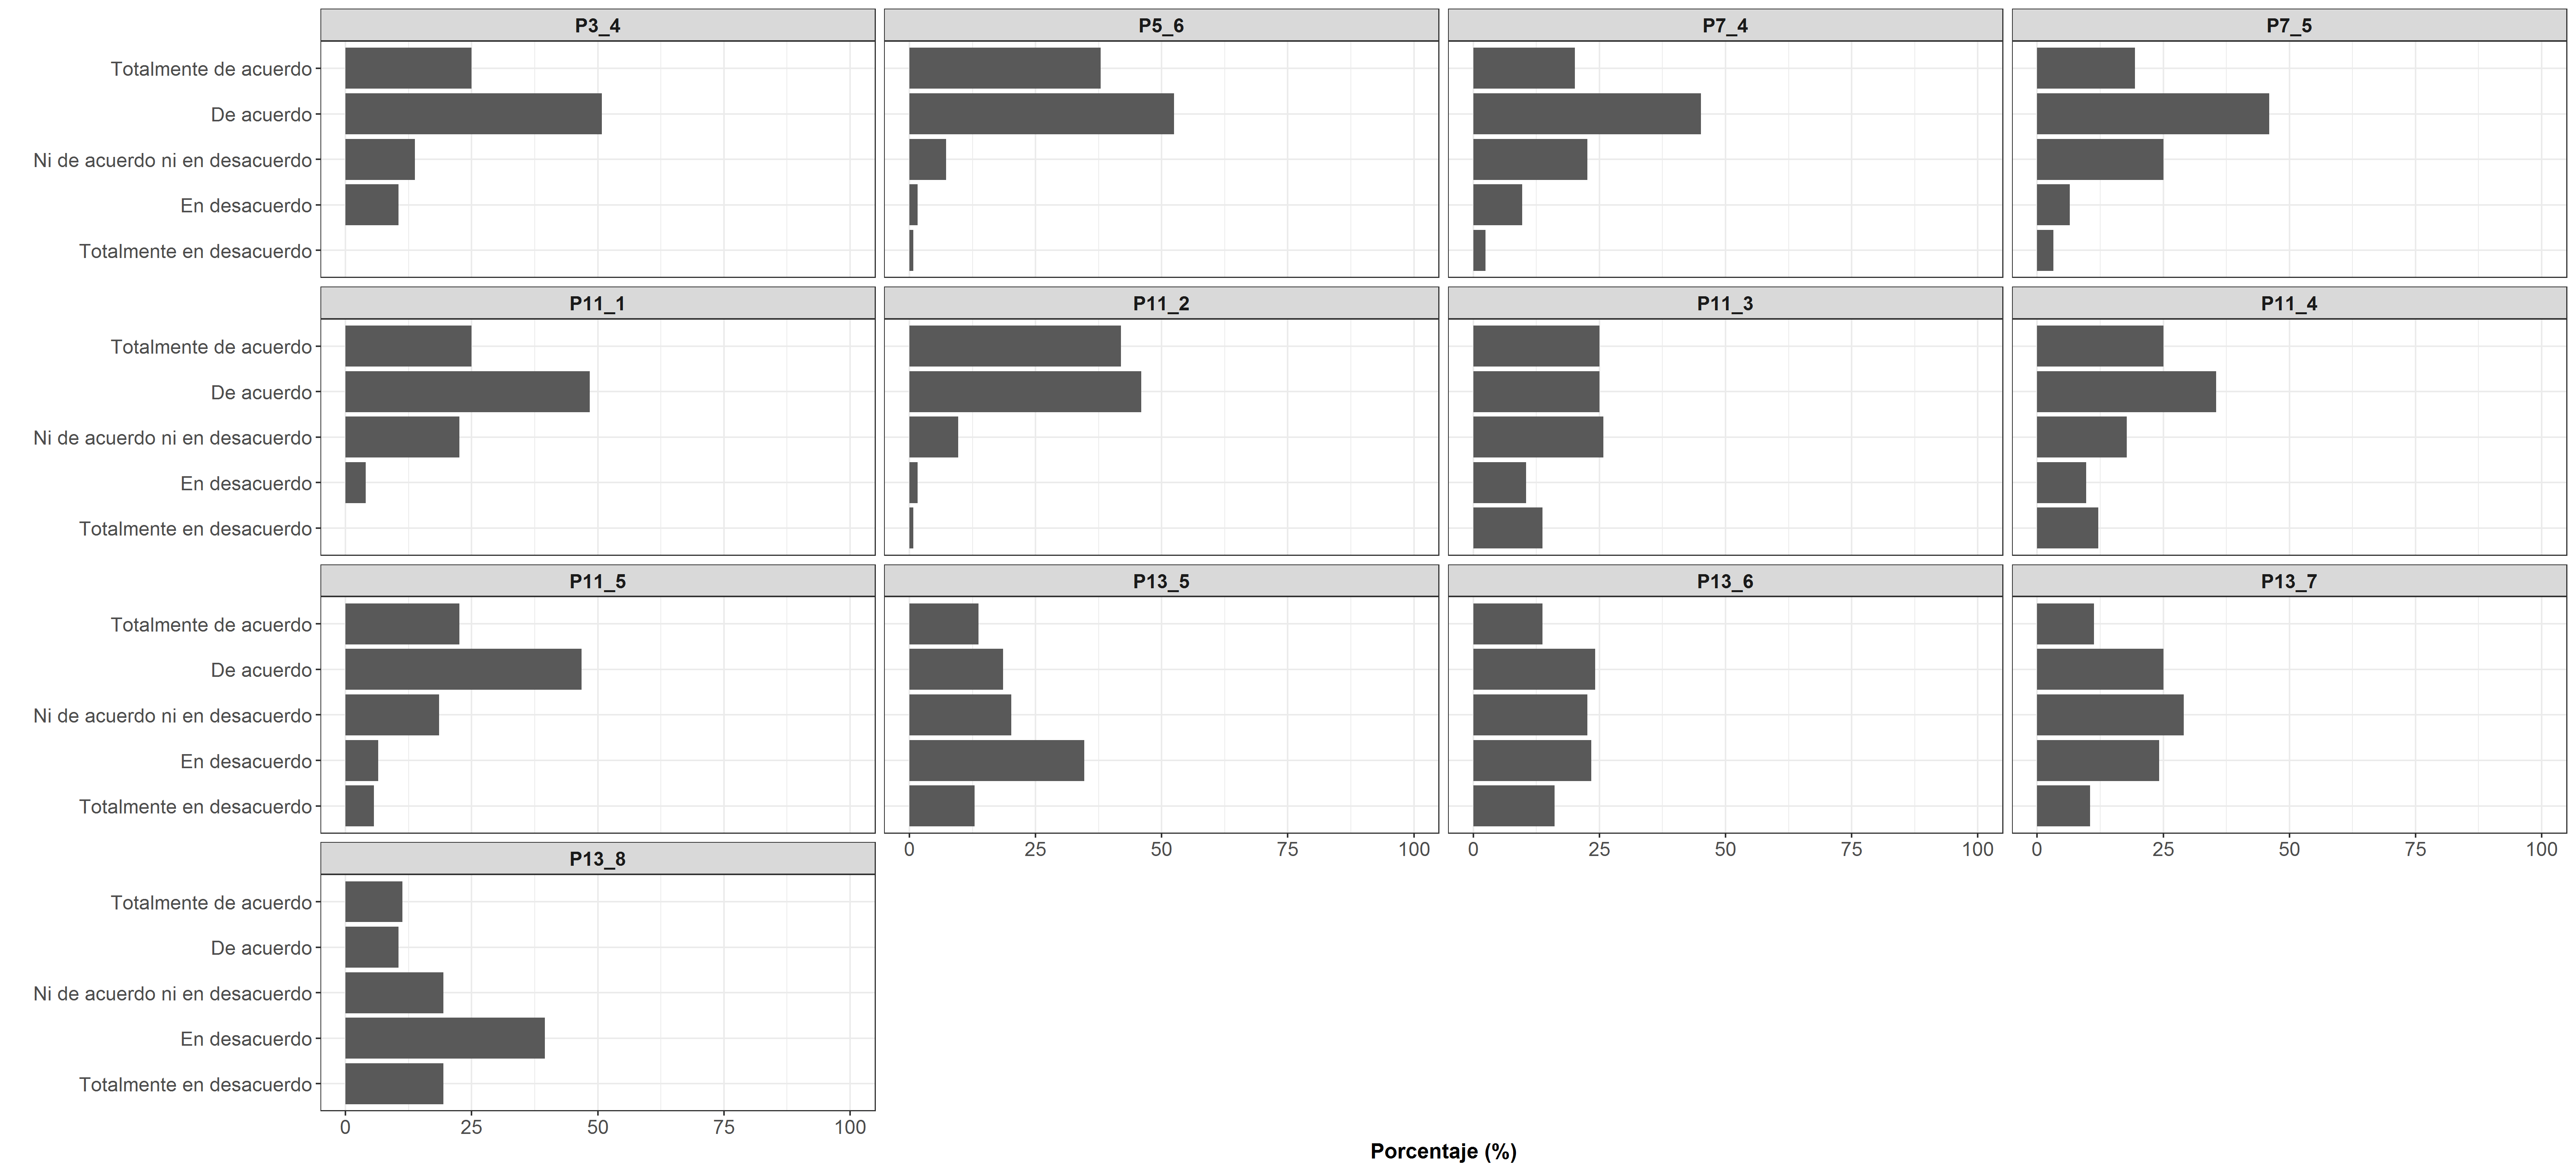 P3_4 P5_6 P7_4 P7_5
Totalmente de acuerdo
De acuerdo
Ni de acuerdo ni en desacuerdo
En desacuerdo
Totalmente en desacuerdo
P11_1 P11_2 P11_3 P11_4
Totalmente de acuerdo
De acuerdo
Ni de acuerdo ni en desacuerdo
En desacuerdo
Totalmente en desacuerdo
P11_5 P13_5 P13_6 P13_7
Totalmente de acuerdo
De acuerdo
Ni de acuerdo ni en desacuerdo
En desacuerdo
Totalmente en desacuerdo
0 25 50 75 100 0 25 50 75 100 0 25 50 75 100
P13_8
Totalmente de acuerdo
De acuerdo
Ni de acuerdo ni en desacuerdo
En desacuerdo
Totalmente en desacuerdo
0 25 50 75 100
Porcentaje (%)